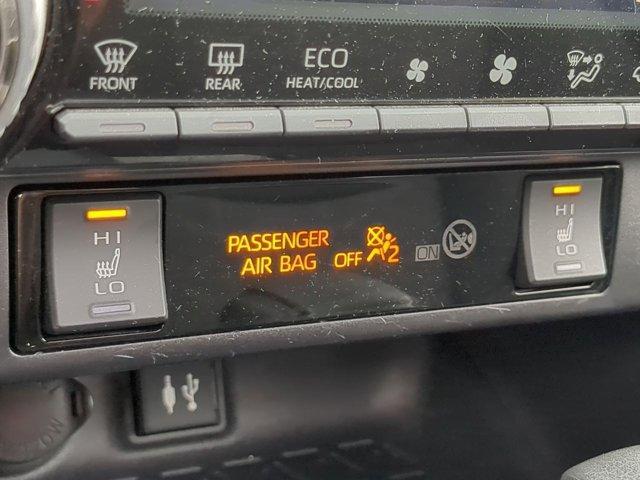 FRONT
REAR
ECO
HEAT/COOL
HI
LO
PASSENGER
AIR BAG OFF 2 ON
HI
LO